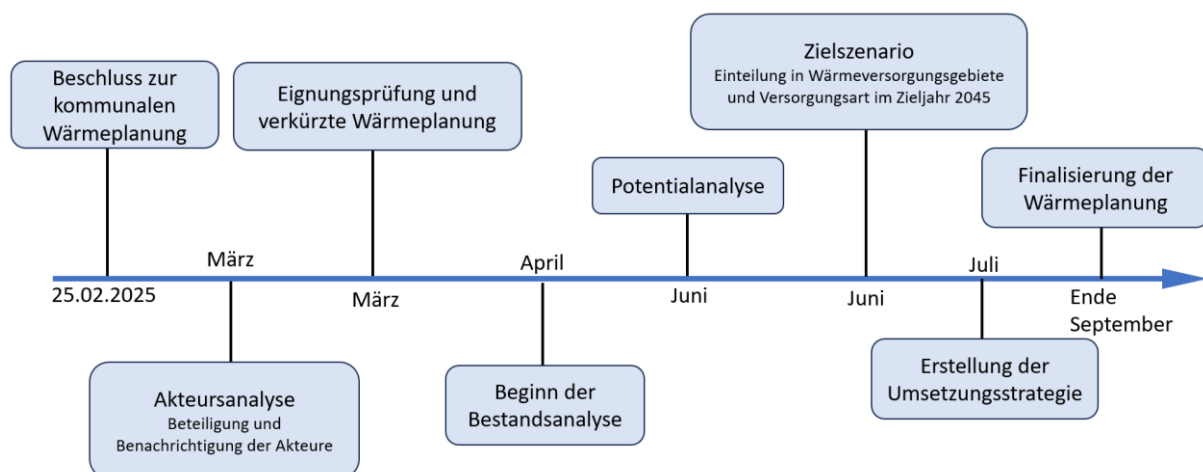 Beschluss zur
kommunalen
Wärmeplanung
Eignungsprüfung und
verkürzte Wärmeplanung
Zielszenario
Einteilung in Wärmeversorgungsgebiete
und Versorgungsart im Zieljahr 2045
Potentialanalyse
Finalisierung der
Wärmeplanung
März
April
Juli
25.02.2025
März
Juni
Juni
Ende
September
Akteursanalyse
Beteiligung und
Benachrichtigung der Akteure
Beginn der
Bestandsanalyse
Erstellung der
Umsetzungsstrategie